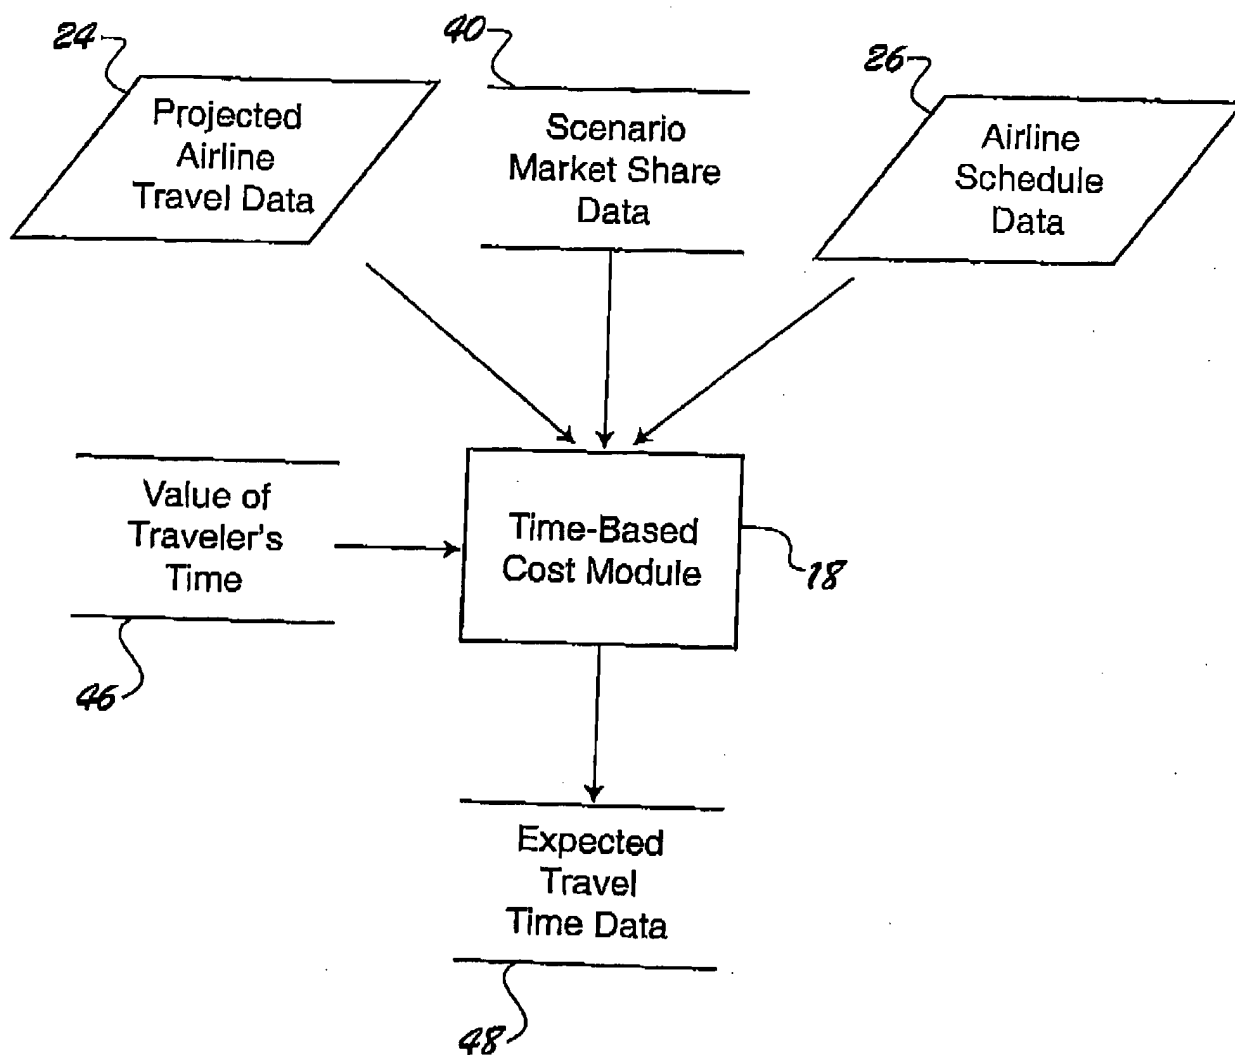 24
Projected
Airline
Travel Data
40
Scenario
Market Share
Data
26
Airline
Schedule
Data
Value of
Traveler's
Time
46
Time-Based
Cost Module
18
Expected
Travel
Time Data
48